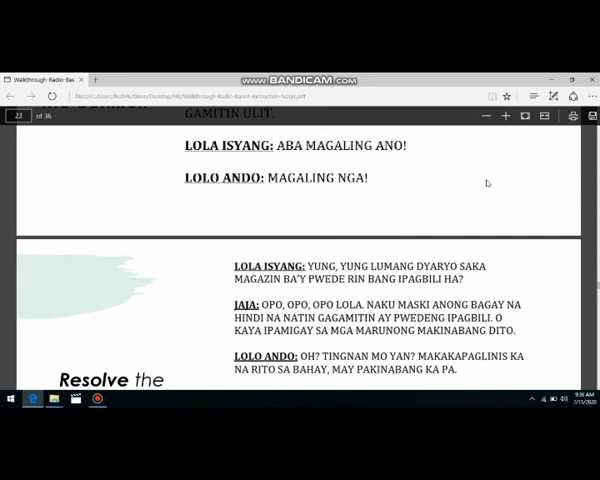 www.BANDICAM.com
Walkthrough-Radio-Bas
23 of 36
GAMITIN ULIT.
LOLA ISYANG: ABA MAGALING ANO!
LOLO ANDO: MAGALING NGA!
LOLA ISYANG: YUNG, YUNG LUMANG DYARYO SAKA
MAGAZIN BA'Y PWEDE RIN BANG IPAGBILI HA?
JAJA: OPO, OPO, OPO LOLA. NAKU MASKI ANONG BAGAY NA
HINDI NA NATIN GAGAMITIN AY PWEDENG IPAGBILI. O
KAYA IPAMIGAY SA MGA MARUNONG MAKINABANG DITO.
LOLO ANDO: OH? TINGNAN MO YAN? MAKAKAPAGLINIS KA
NA RITO SA BAHAY, MAY PAKINABANG KA PA.
Resolve the
9:36 AM
7/15/2020